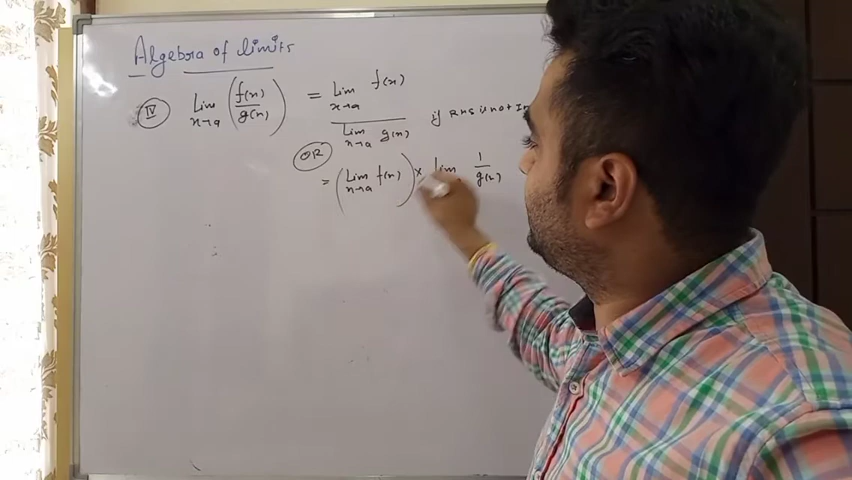 Algebra of limits
IV Lim x→a (f(x)/g(x)) = Lim x→a f(x) / Lim x→a g(x) if RHS is not In
OR
= (Lim x→a f(x)) × Lim 1/g(x)